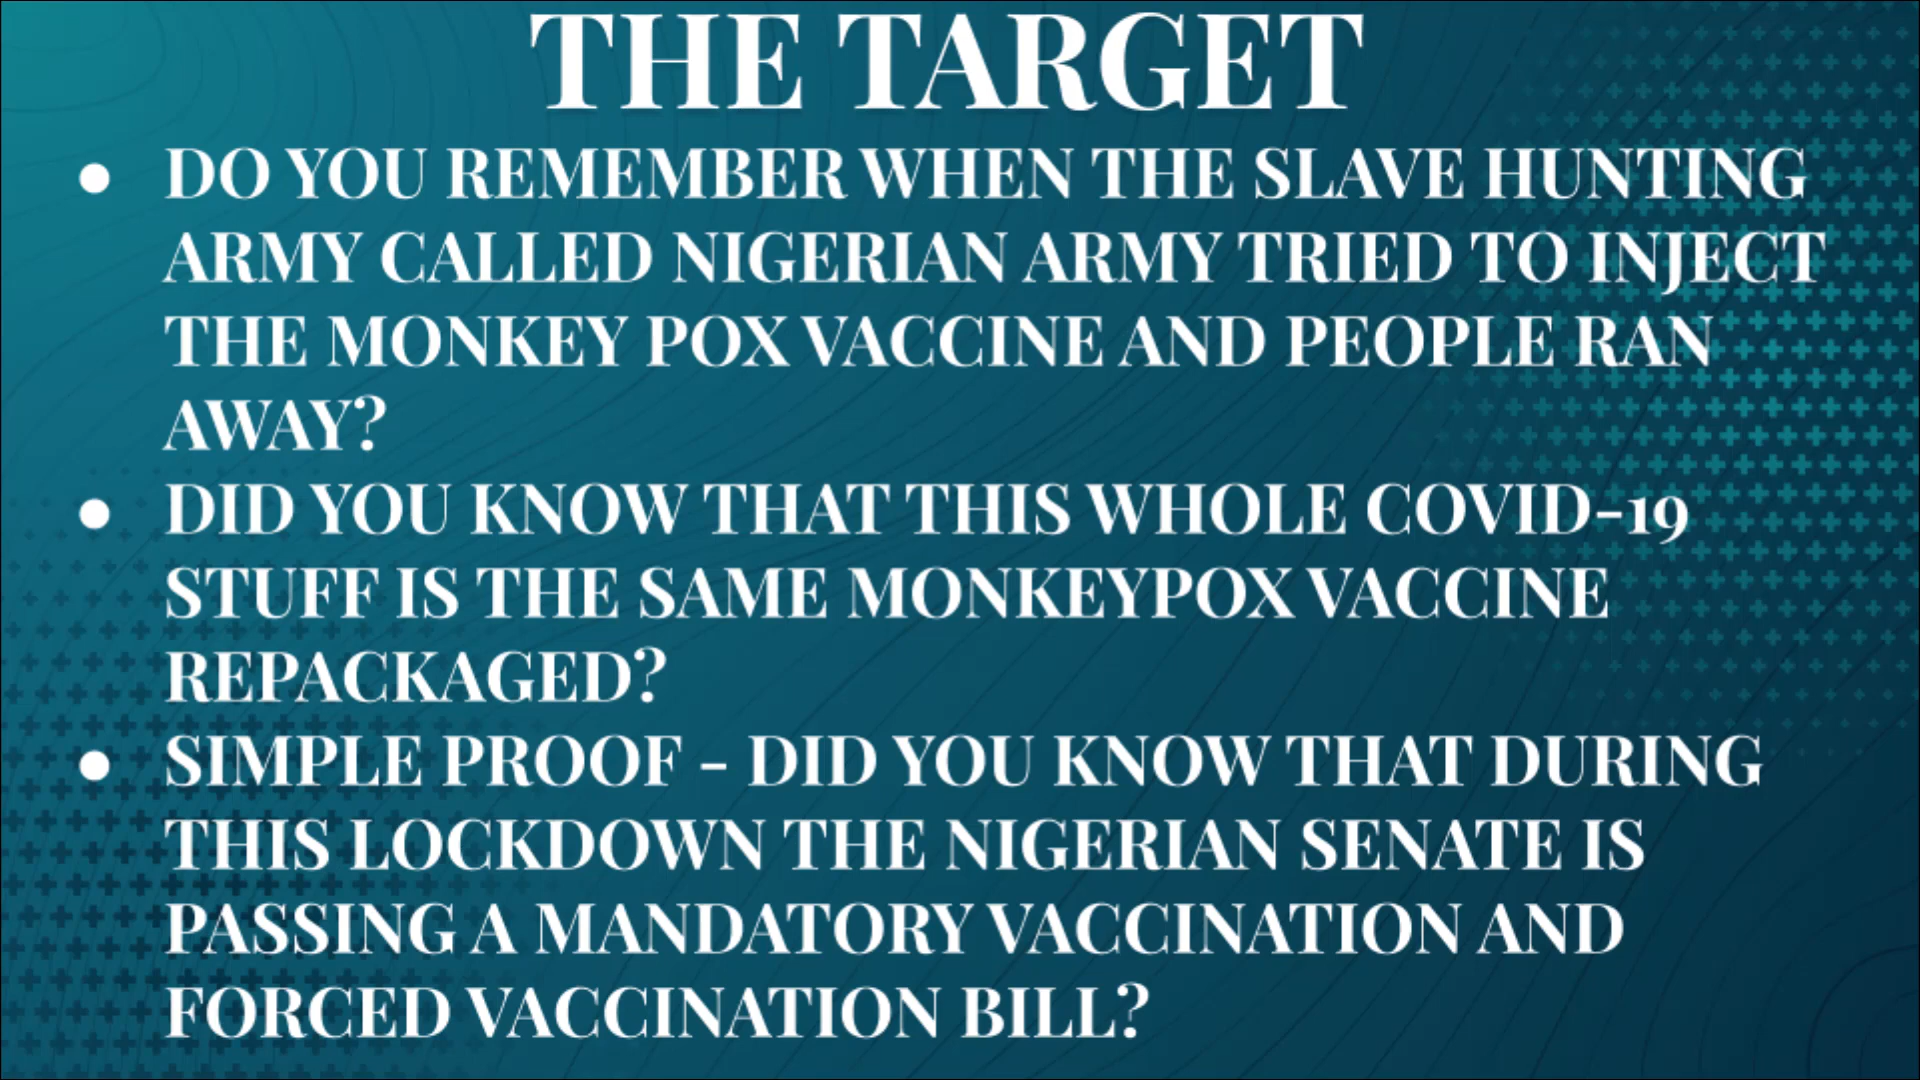 THE TARGET
● DO YOU REMEMBER WHEN THE SLAVE HUNTING
ARMY CALLED NIGERIAN ARMY TRIED TO INJECT
THE MONKEY POX VACCINE AND PEOPLE RAN
AWAY?
● DID YOU KNOW THAT THIS WHOLE COVID-19
STUFF IS THE SAME MONKEYPOX VACCINE
REPACKAGED?
● SIMPLE PROOF - DID YOU KNOW THAT DURING
THIS LOCKDOWN THE NIGERIAN SENATE IS
PASSING A MANDATORY VACCINATION AND
FORCED VACCINATION BILL?